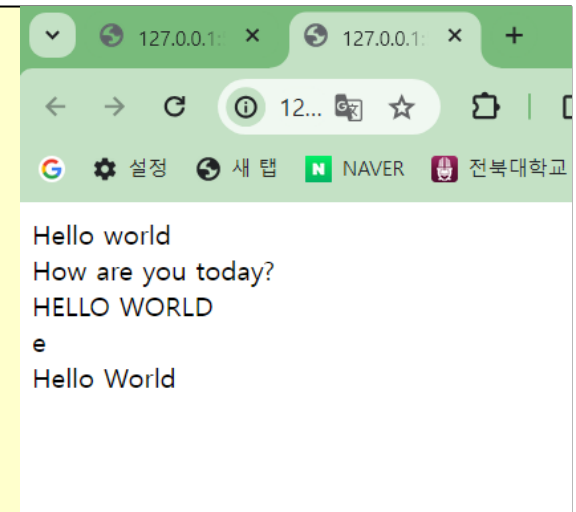 127.0.0.1:
127.0.0.1:
12...
설정 새 탭 NAVER 전북대학교
Hello world
How are you today?
HELLO WORLD
e
Hello World